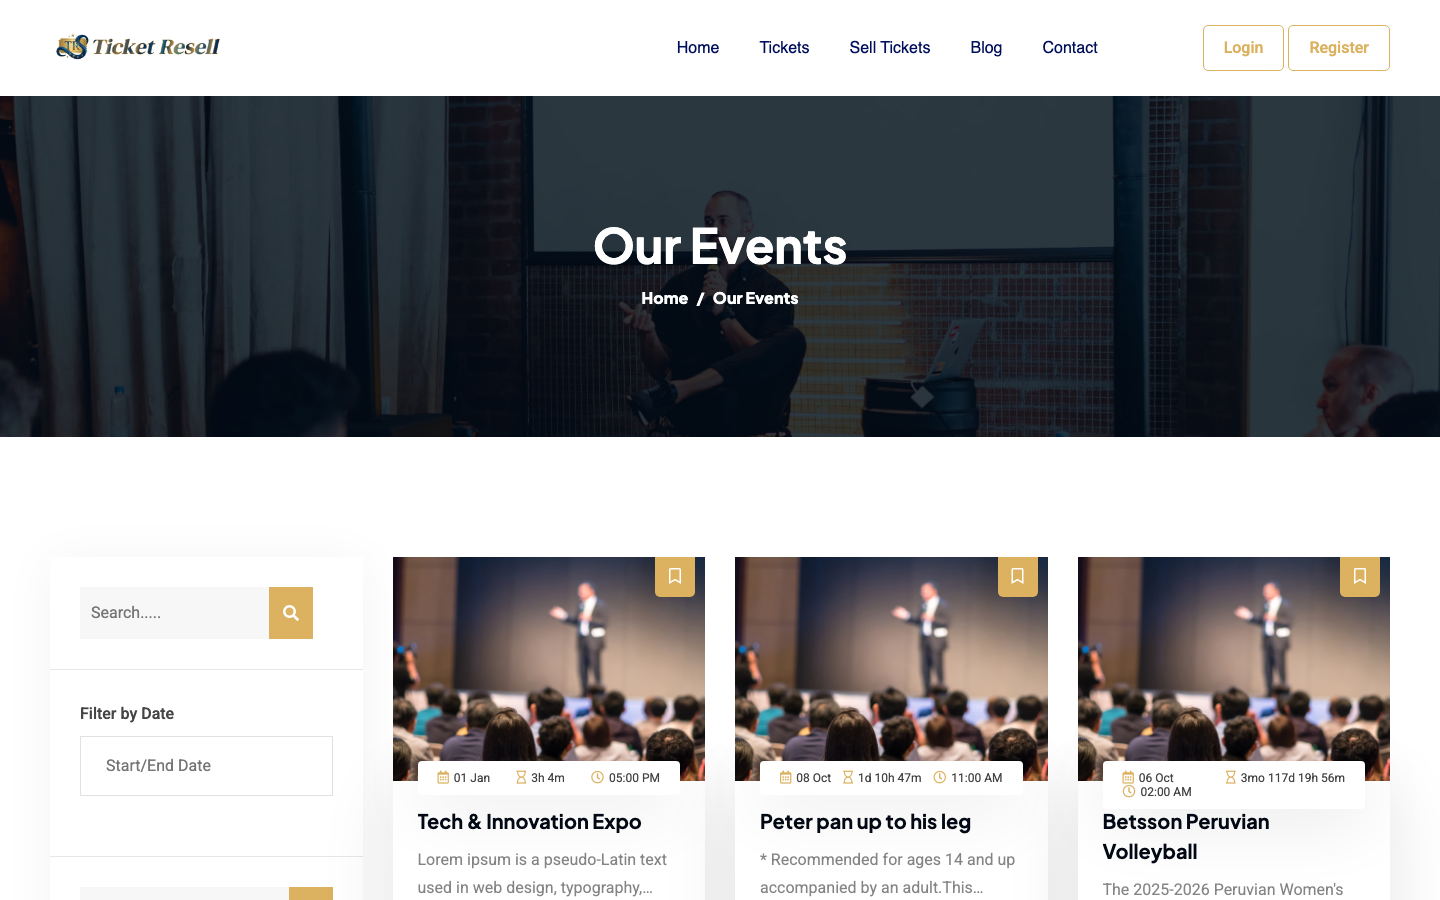 Ticket Resell
Home
Tickets
Sell Tickets
Blog
Contact
Login
Register
Our Events
Home / Our Events
Search.....
Filter by Date
Start/End Date
01 Jan
3h 4m
05:00 PM
Tech & Innovation Expo
Lorem ipsum is a pseudo-Latin text
used in web design, typography,...
08 Oct
1d 10h 47m
11:00 AM
Peter pan up to his leg
* Recommended for ages 14 and up
accompanied by an adult.This...
06 Oct
3mo 117d 19h 56m
02:00 AM
Betsson Peruvian
Volleyball
The 2025-2026 Peruvian Women's